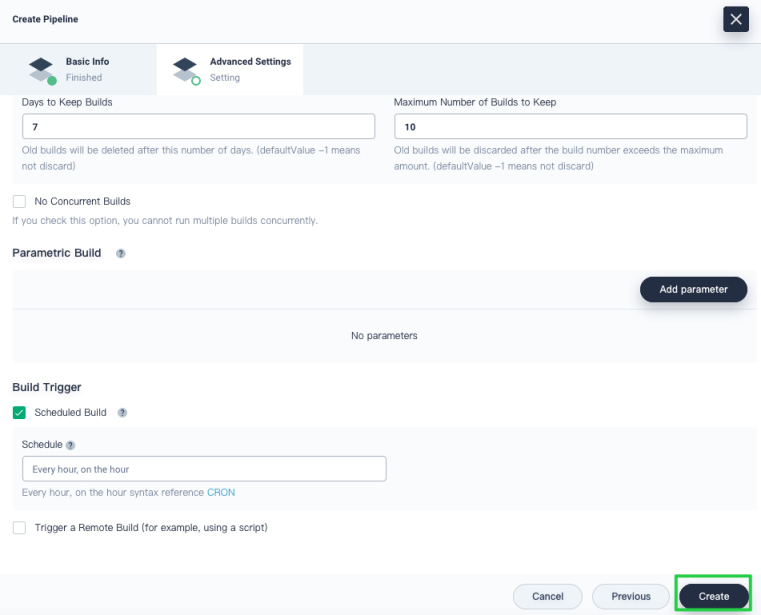 Create Pipeline
Basic Info
Finished
Advanced Settings
Setting
Days to Keep Builds
Maximum Number of Builds to Keep
7
10
Old builds will be deleted after this number of days. (defaultValue -1 means
not discard)
Old builds will be discarded after the build number exceeds the maximum
amount. (defaultValue -1 means not discard)
No Concurrent Builds
If you check this option, you cannot run multiple builds concurrently.
Parametric Build ?
Add parameter
No parameters
Build Trigger
Scheduled Build ?
Schedule ?
Every hour, on the hour
Every hour, on the hour syntax reference CRON
Trigger a Remote Build (for example, using a script)
Cancel
Previous
Create